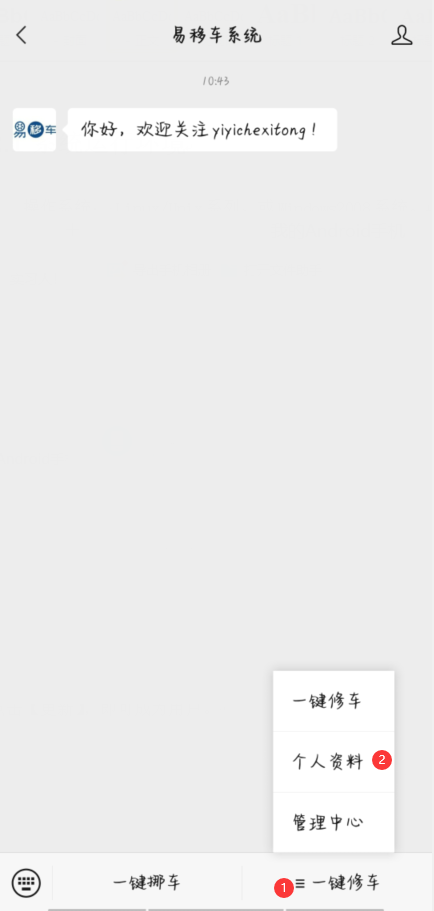 易移车系统
10:43
易移车
你好，欢迎关注yiyichexitong！
一键修车
个人资料 2
管理中心
一键挪车
1 一键修车